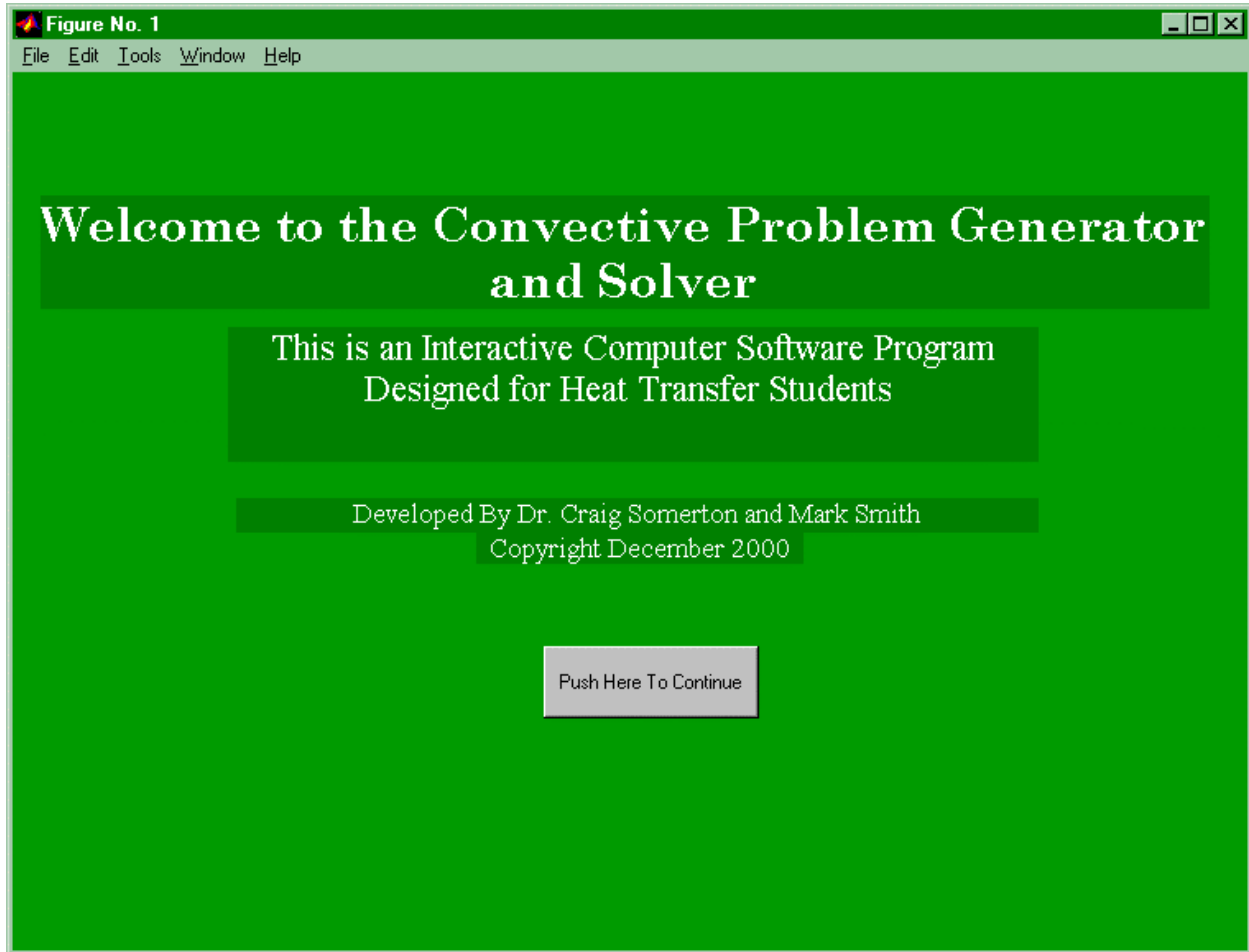 Figure No. 1
File Edit Tools Window Help
Welcome to the Convective Problem Generator
and Solver
This is an Interactive Computer Software Program
Designed for Heat Transfer Students
Developed By Dr. Craig Somerton and Mark Smith
Copyright December 2000
Push Here To Continue